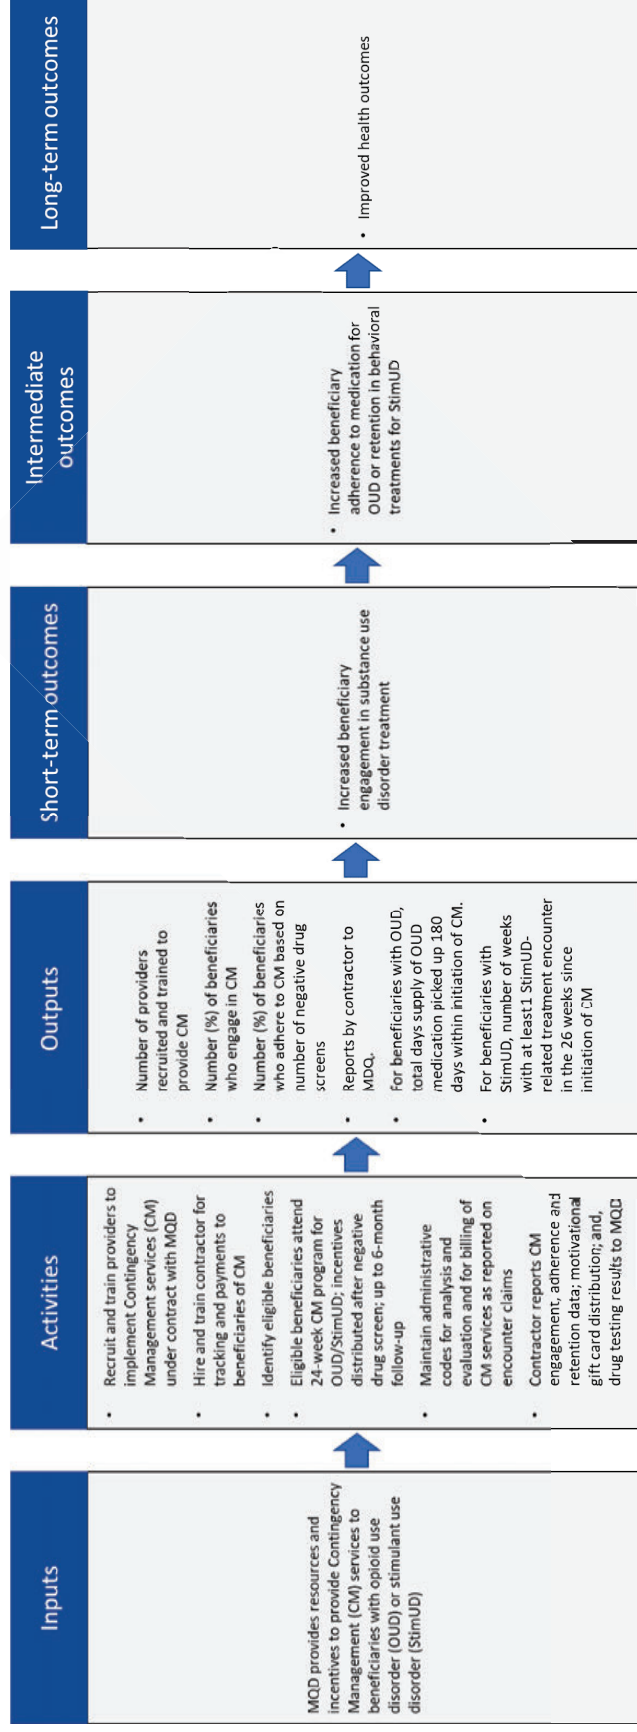 Inputs
MQD provides resources and
incentives to provide Contingency
Management (CM) services to
beneficiaries with opioid use
disorder (OUD) or stimulant use
disorder (StimUD)
Activities
• Recruit and train providers to
implement Contingency
Management services (CM)
under contract with MQD
• Hire and train contractor for
tracking and payments to
beneficiaries of CM
• Identify eligible beneficiaries
• Eligible beneficiaries attend
24-week CM program for
OUD/StimUD; incentives
distributed after negative
drug screen; up to 6-month
follow-up
• Maintain administrative
codes for analysis and
evaluation and for billing of
CM services as reported on
encounter claims
• Contractor reports CM
engagement, adherence and
retention data; motivational
gift card distribution; and,
drug testing results to MQD
Outputs
• Number of providers
recruited and trained to
provide CM
• Number (%) of beneficiaries
who engage in CM
• Number (%) of beneficiaries
who adhere to CM based on
number of negative drug
screens
• Reports by contractor to
MDQ.
• For beneficiaries with OUD,
total days supply of OUD
medication picked up 180
days within initiation of CM.
• For beneficiaries with
StimUD, number of weeks
with at least1 StimUD-
related treatment encounter
in the 26 weeks since
initiation of CM
Short-term outcomes
• Increased beneficiary
engagement in substance use
disorder treatment
Intermediate
outcomes
• Increased beneficiary
adherence to medication for
OUD or retention in behavioral
treatments for StimUD
Long-term outcomes
• Improved health outcomes